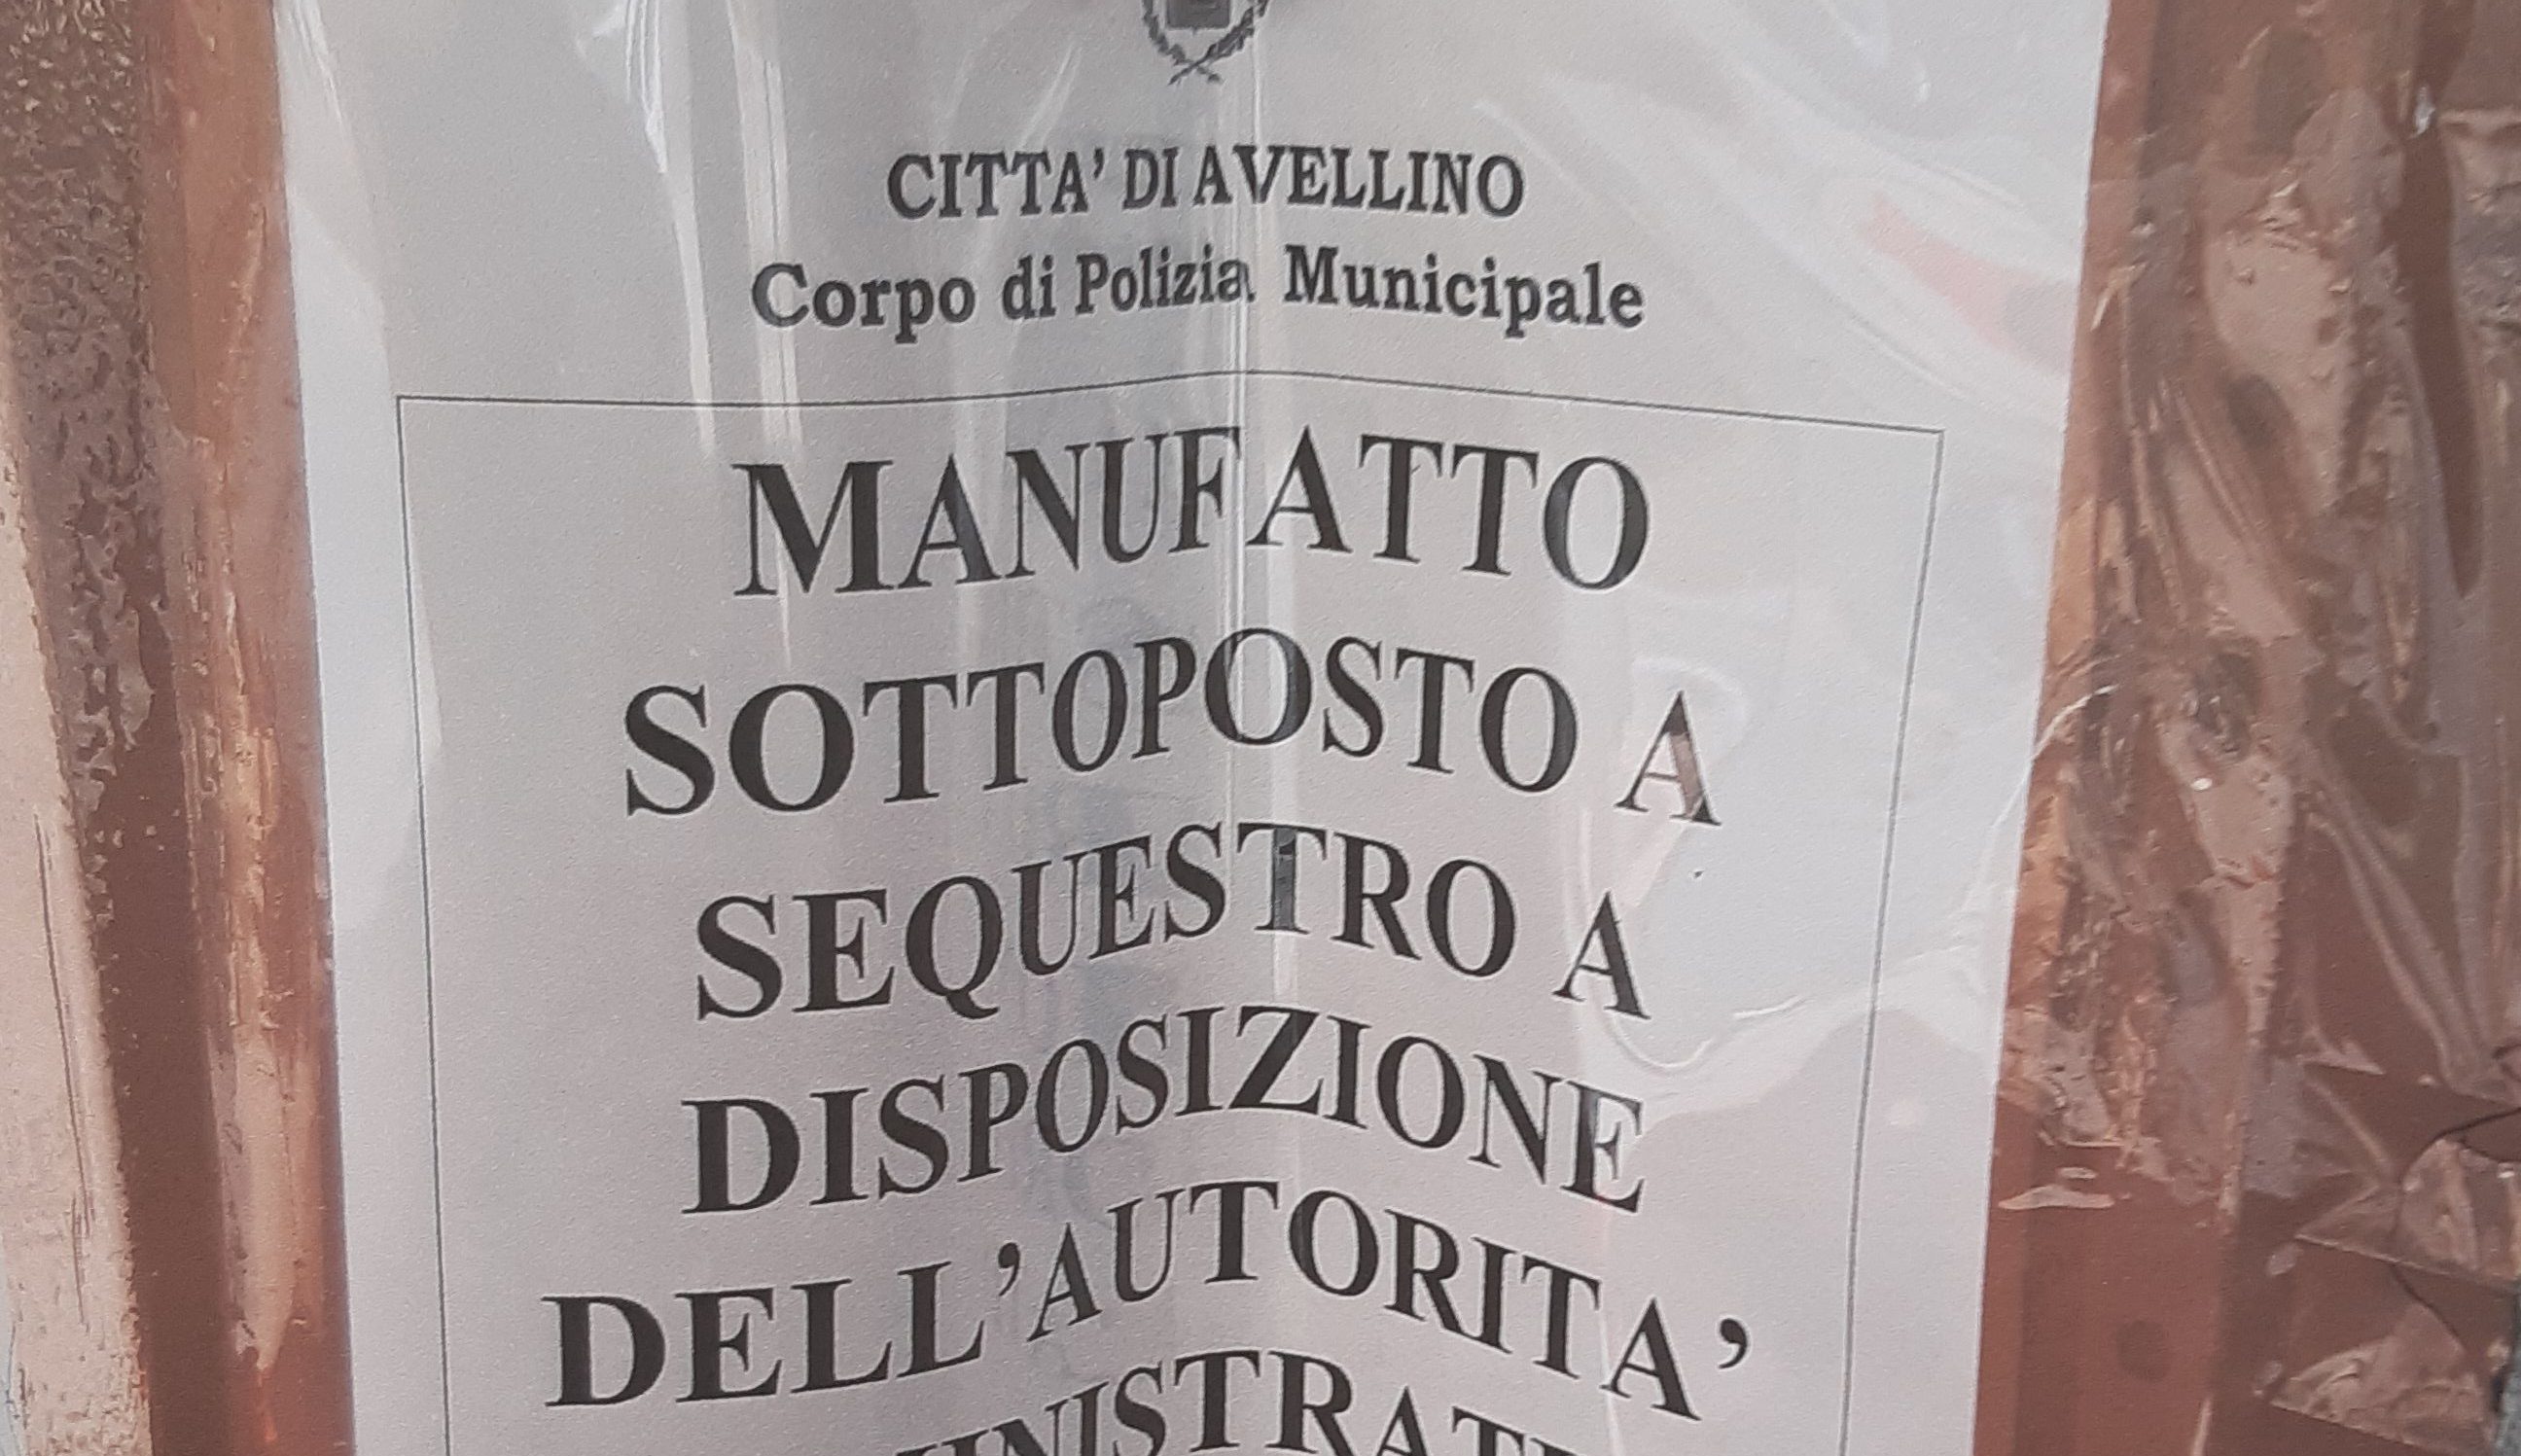 CITTA' DI AVELLINO
Corpo di Polizia Municipale
MANUFATTO
SOTTOPOSTO A
SEQUESTRO A
DISPOSIZIONE
DELL'AUTORITA'